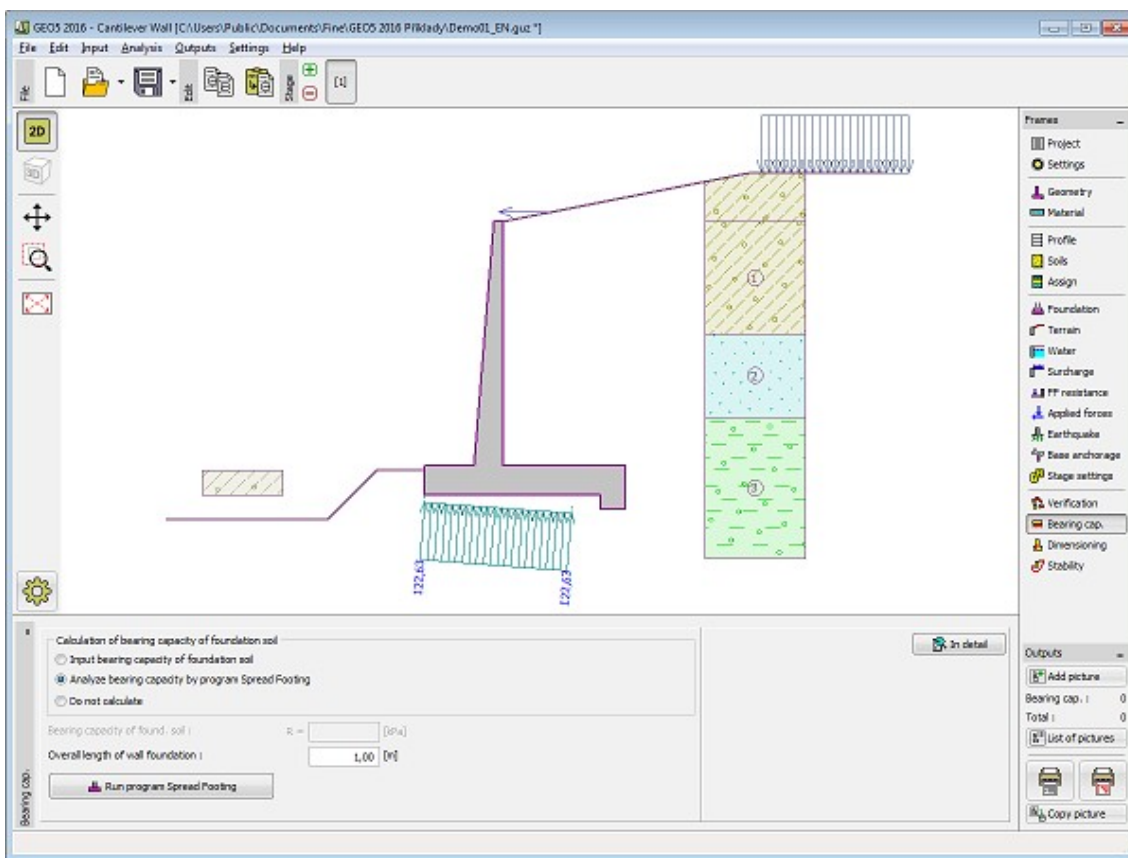 GEO5 2016 - Cantilever Wall [C:\Users\Public\Documents\Fine\GEO5 2016 Příklady\Demo01_EN.guz *]
File Edit Input Analysis Outputs Settings Help
File
Edit
Stage
[1]
2D
3D
1
2
3
122,63
122,63
Frames
Project
Settings
Geometry
Material
Profile
Soils
Assign
Foundation
Terrain
Water
Surcharge
FF resistance
Applied forces
Earthquake
Base anchorage
Stage settings
Verification
Bearing cap.
Dimensioning
Stability
Bearing cap.
Calculation of bearing capacity of foundation soil
Input bearing capacity of foundation soil
Analyze bearing capacity by program Spread Footing
Do not calculate
Bearing capacity of found. soil : R = [kPa]
Overall length of wall foundation : 1,00 [m]
Run program Spread Footing
In detail
Outputs
Add picture
Bearing cap. : 0
Total : 0
List of pictures
Copy picture